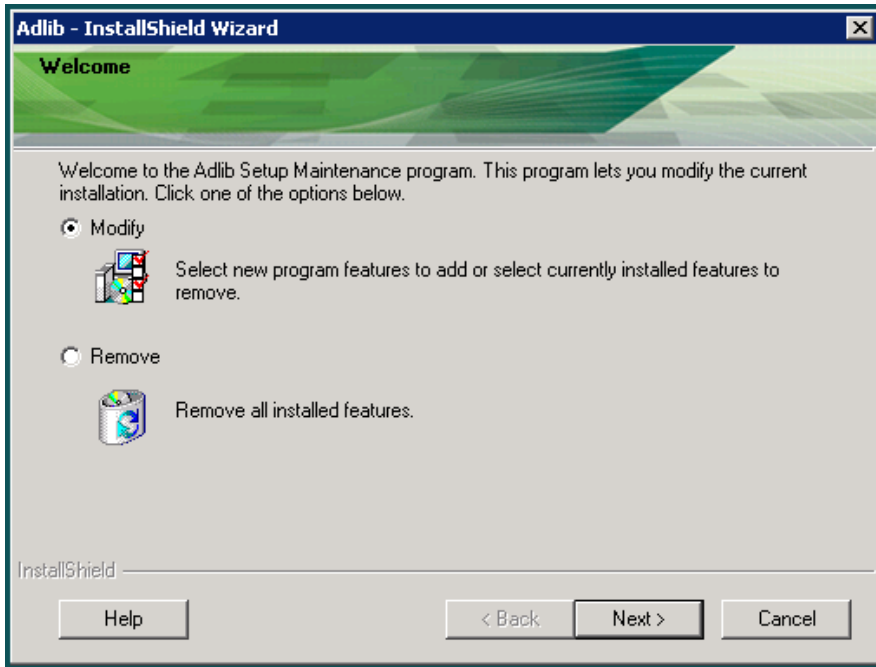 Adlib - InstallShield Wizard
Welcome
Welcome to the Adlib Setup Maintenance program. This program lets you modify the current
installation. Click one of the options below.
Modify
Select new program features to add or select currently installed features to
remove.
Remove
Remove all installed features.
InstallShield
Help
< Back
Next >
Cancel